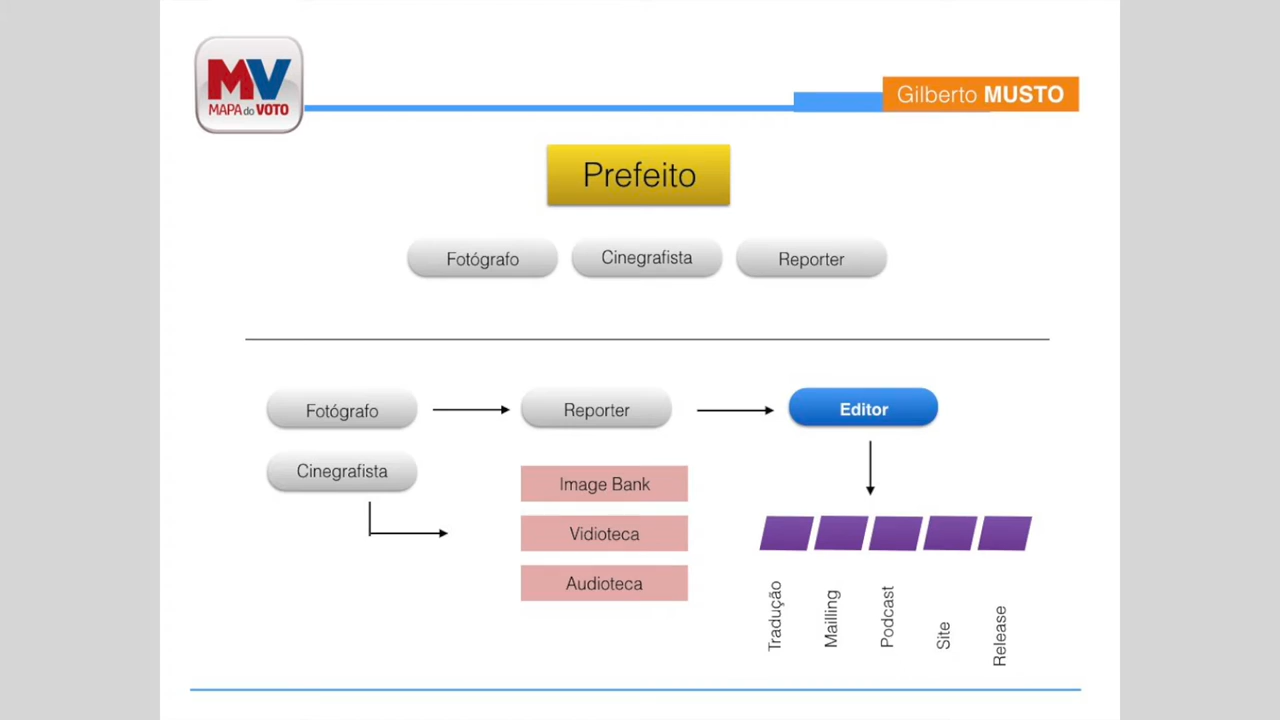 MV
MAPA do VOTO
Gilberto MUSTO
Prefeito
Fotógrafo
Cinegrafista
Reporter
Fotógrafo
Reporter
Editor
Cinegrafista
Image Bank
Vidioteca
Audioteca
Tradução
Mailling
Podcast
Site
Release